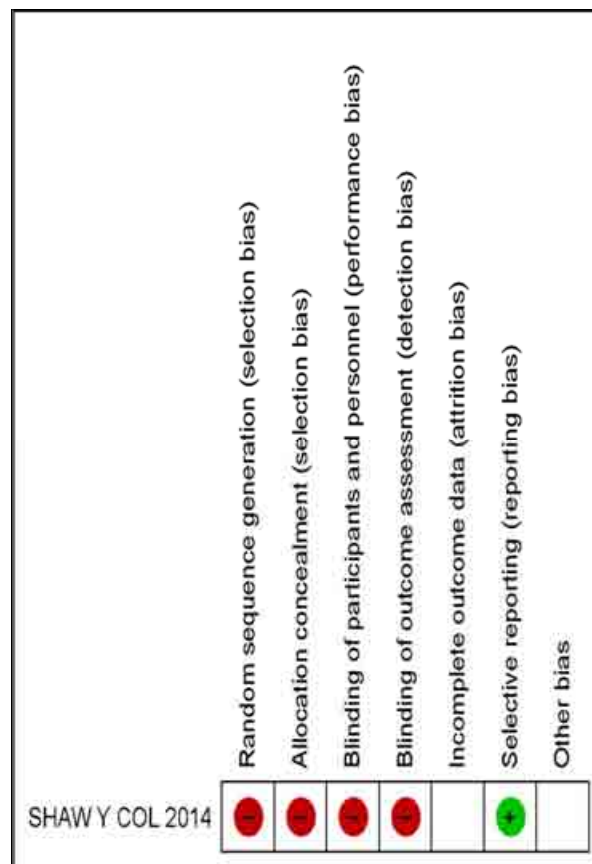 Random sequence generation (selection bias)
Allocation concealment (selection bias)
Blinding of participants and personnel (performance bias)
Blinding of outcome assessment (detection bias)
Incomplete outcome data (attrition bias)
Selective reporting (reporting bias)
Other bias
SHAW Y COL 2014
+